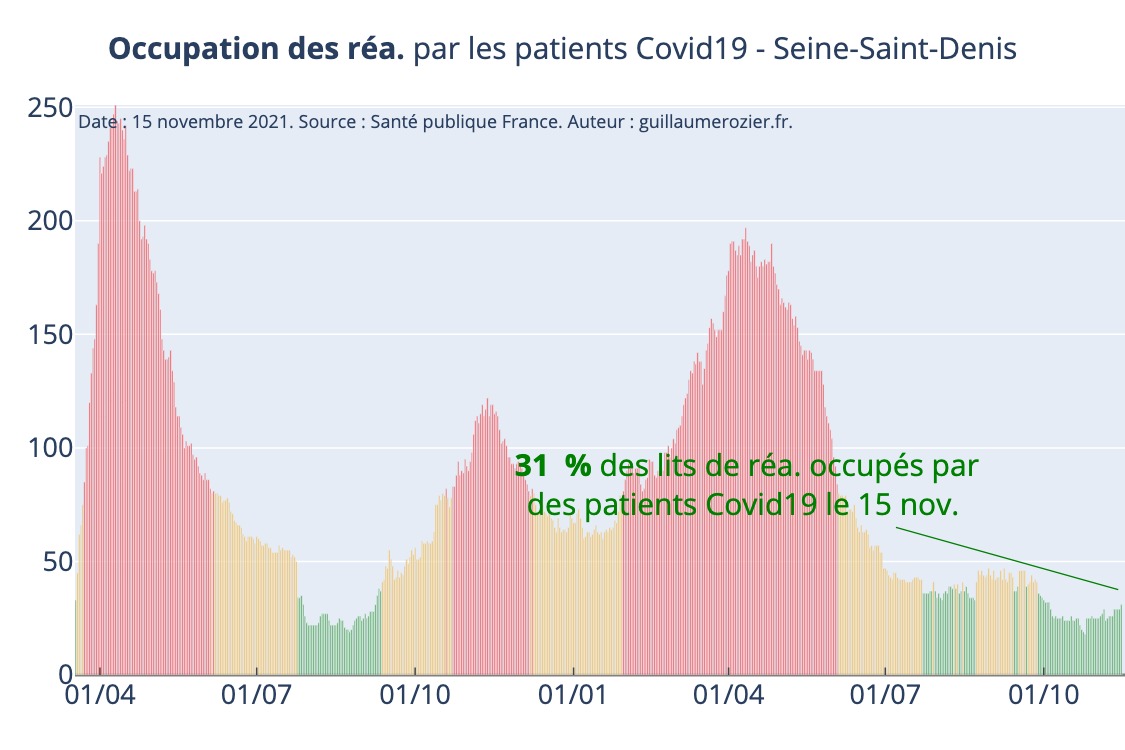 Occupation des réa. par les patients Covid19 - Seine-Saint-Denis
250
Date : 15 novembre 2021. Source : Santé publique France. Auteur : guillaumerozier.fr.
200
150
100
31 % des lits de réa. occupés par
des patients Covid19 le 15 nov.
50
0
01/04 01/07 01/10 01/01 01/04 01/07 01/10